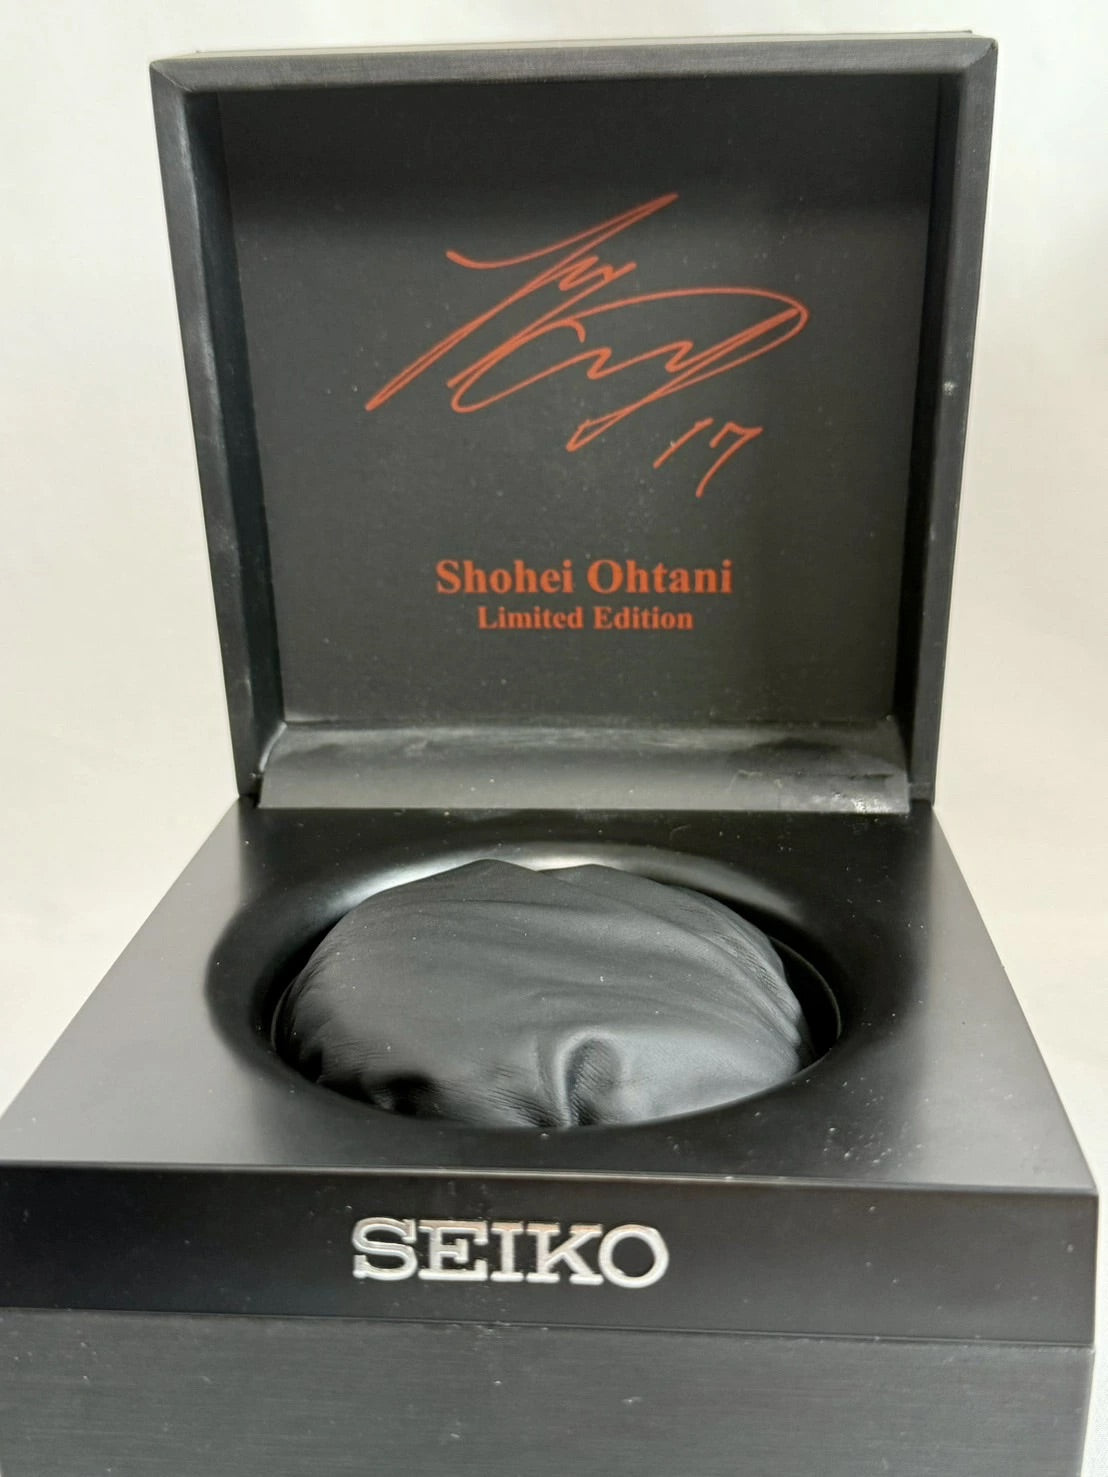 17
Shohei Ohtani
Limited Edition
SEIKO